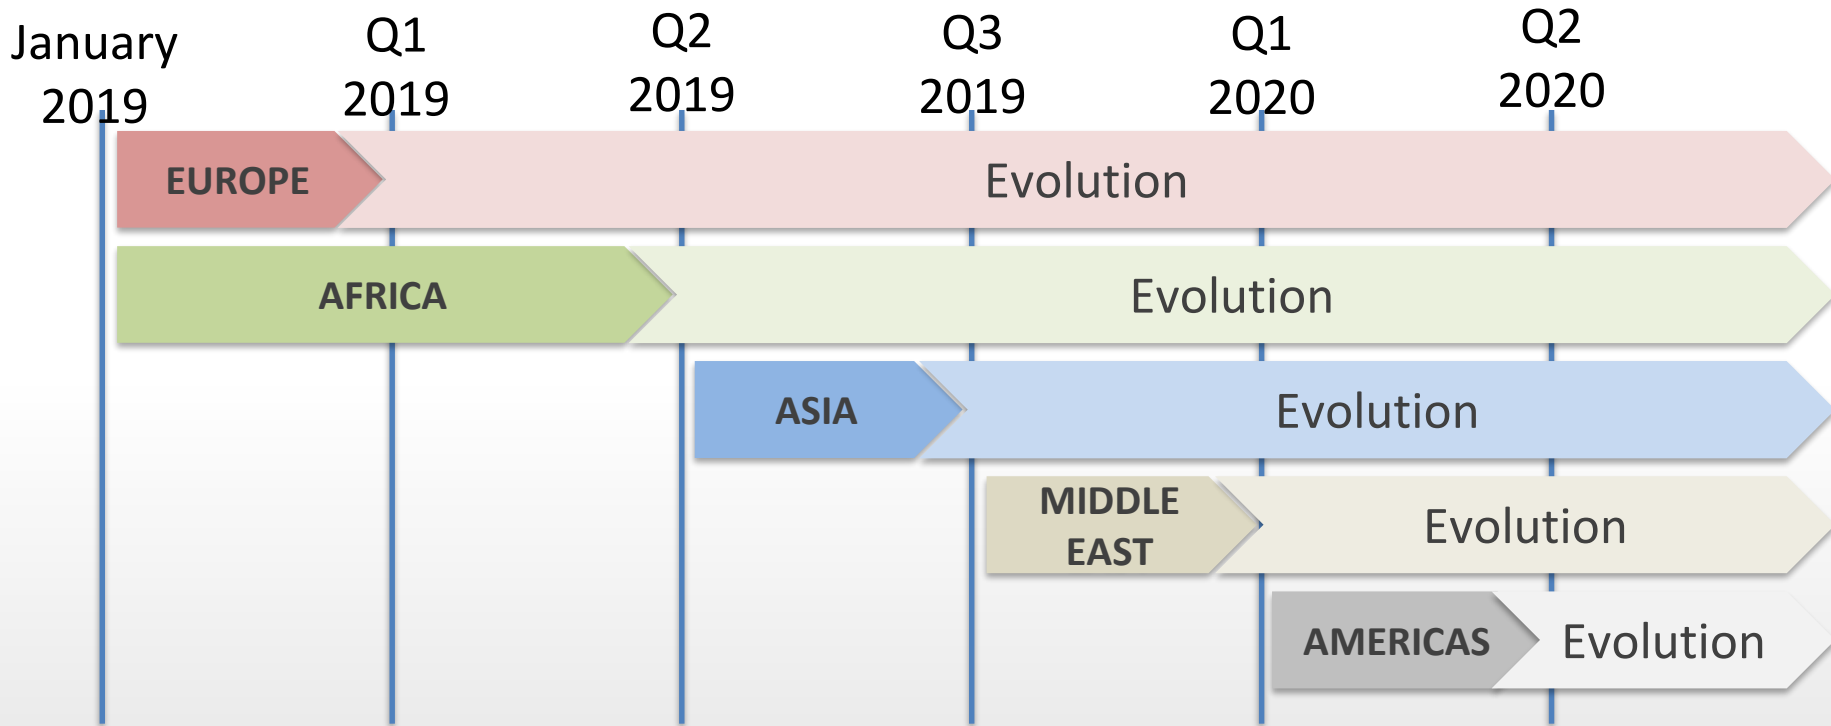 January
2019
Q1
2019
Q2
2019
Q3
2019
Q1
2020
Q2
2020
EUROPE
Evolution
AFRICA
Evolution
ASIA
Evolution
MIDDLE
EAST
Evolution
AMERICAS
Evolution